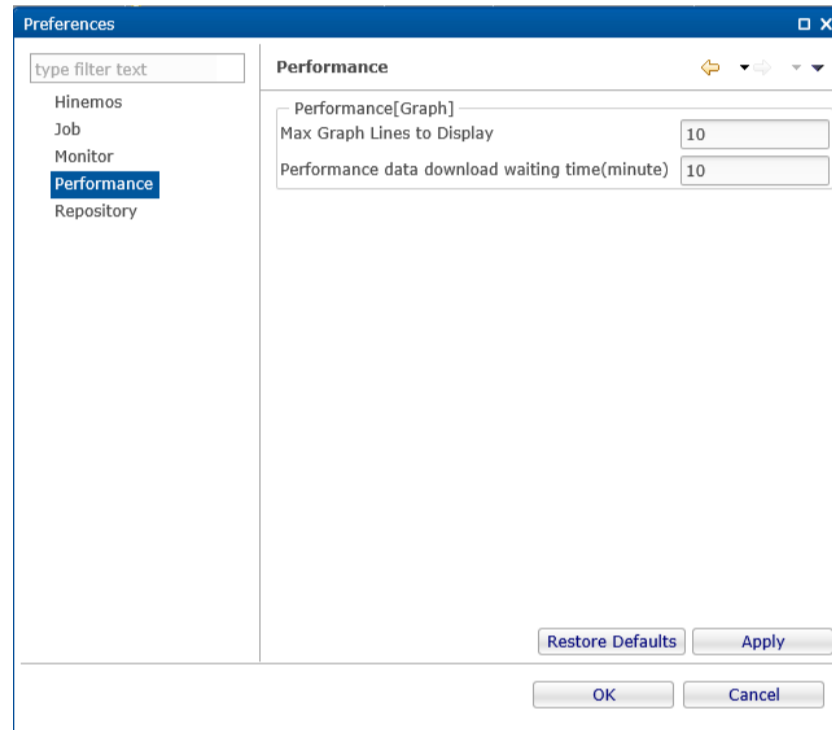 Preferences
type filter text
Hinemos
Job
Monitor
Performance
Repository
Performance
Performance[Graph]
Max Graph Lines to Display 10
Performance data download waiting time(minute) 10
Restore Defaults Apply
OK Cancel